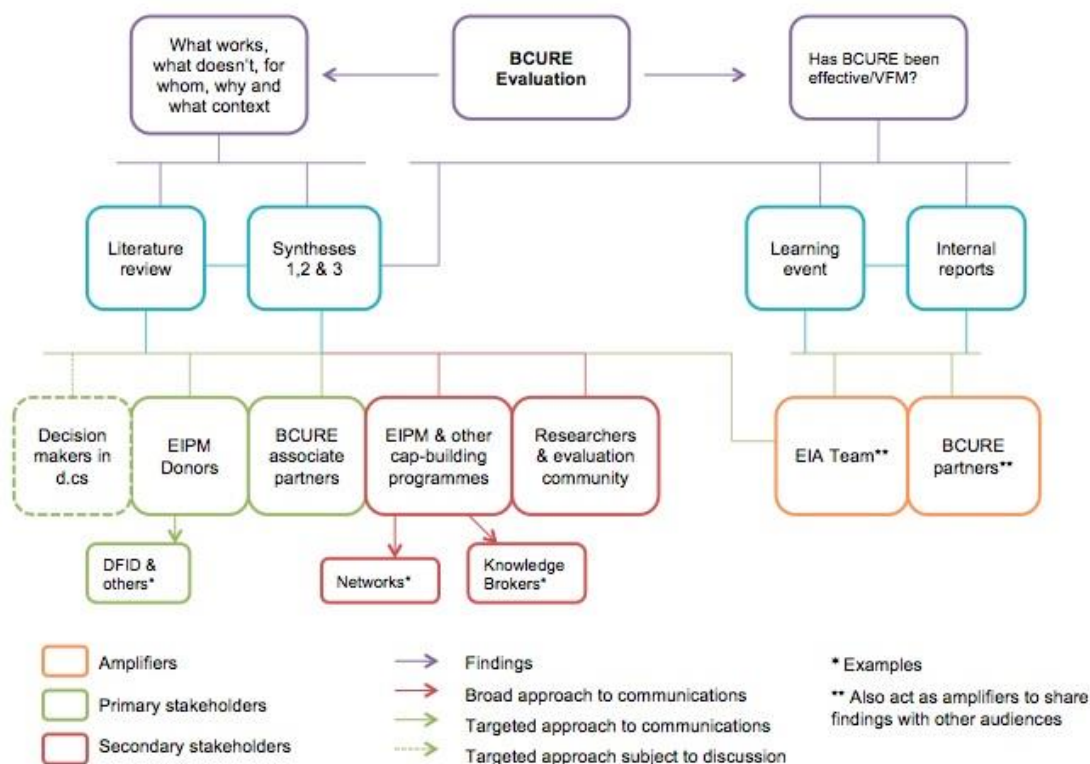 What works,
what doesn't, for
whom, why and
what context
BCURE
Evaluation
Has BCURE been
effective/VFM?
Literature
review
Syntheses
1,2 & 3
Learning
event
Internal
reports
Decision
makers in
d.cs
EIPM
Donors
BCURE
associate
partners
EIPM & other
cap-building
programmes
Researchers
& evaluation
community
EIA Team**
BCURE
partners**
DFID &
others*
Networks*
Knowledge
Brokers*
Amplifiers
Primary stakeholders
Secondary stakeholders
Findings
Broad approach to communications
Targeted approach to communications
Targeted approach subject to discussion
* Examples
** Also act as amplifiers to share
findings with other audiences